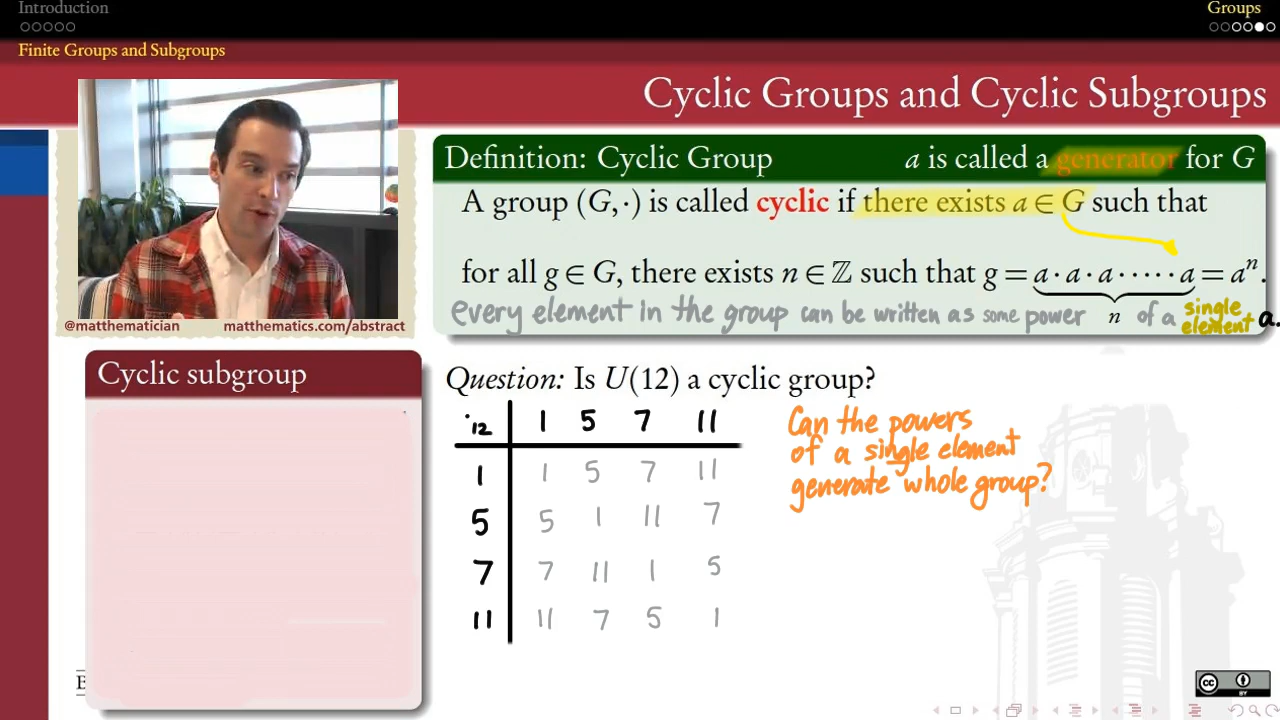 Introduction
Groups
Finite Groups and Subgroups
Cyclic Groups and Cyclic Subgroups
Definition: Cyclic Group a is called a generator for G
A group (G, ·) is called cyclic if there exists a ∈ G such that
for all g ∈ G, there exists n ∈ ℤ such that g = a · a · a · · · · · a = aⁿ.
every element in the group can be written as some power n of a single element a.
@matthematician matthematics.com/abstract
Cyclic subgroup
Question: Is U(12) a cyclic group?
·12 1 5 7 11
1 1 5 7 11
5 5 1 11 7
7 7 11 1 5
11 11 7 5 1
Can the powers
of a single element
generate whole group?
B
CC BY